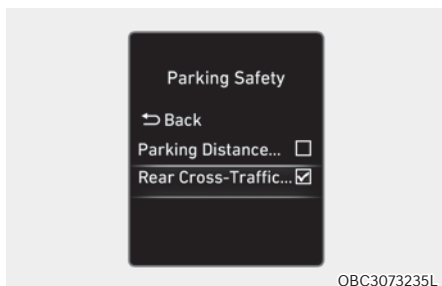 Parking Safety
Back
Parking Distance...
Rear Cross-Traffic...
OBC3073235L